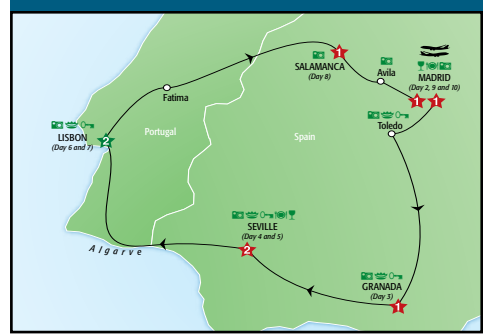 1
SALAMANCA
(Day 8)
Avila
MADRID
(Day 2, 9 and 10)
1
1
Fatima
Toledo
LISBON
(Day 6 and 7)
2
Portugal
Spain
SEVILLE
(Day 4 and 5)
2
Algarve
GRANADA
(Day 3)
1